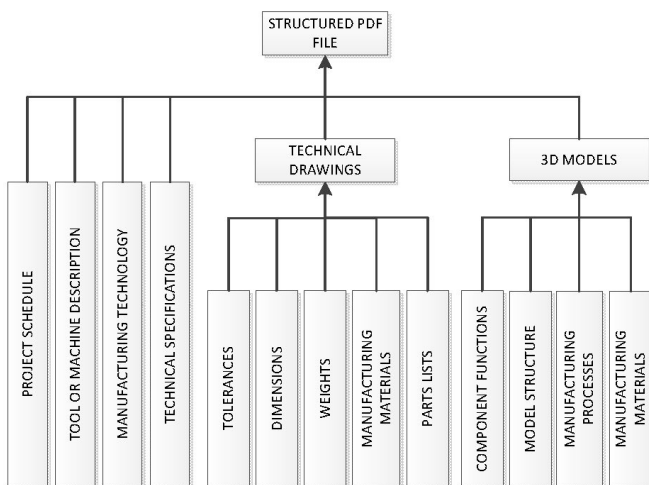 STRUCTURED PDF
FILE
TECHNICAL
DRAWINGS
3D MODELS
PROJECT SCHEDULE
TOOL OR MACHINE DESCRIPTION
MANUFACTURING TECHNOLOGY
TECHNICAL SPECIFICATIONS
TOLERANCES
DIMENSIONS
WEIGHTS
MANUFACTURING
MATERIALS
PARTS LISTS
COMPONENT FUNCTIONS
MODEL STRUCTURE
MANUFACTURING
PROCESSES
MANUFACTURING
MATERIALS